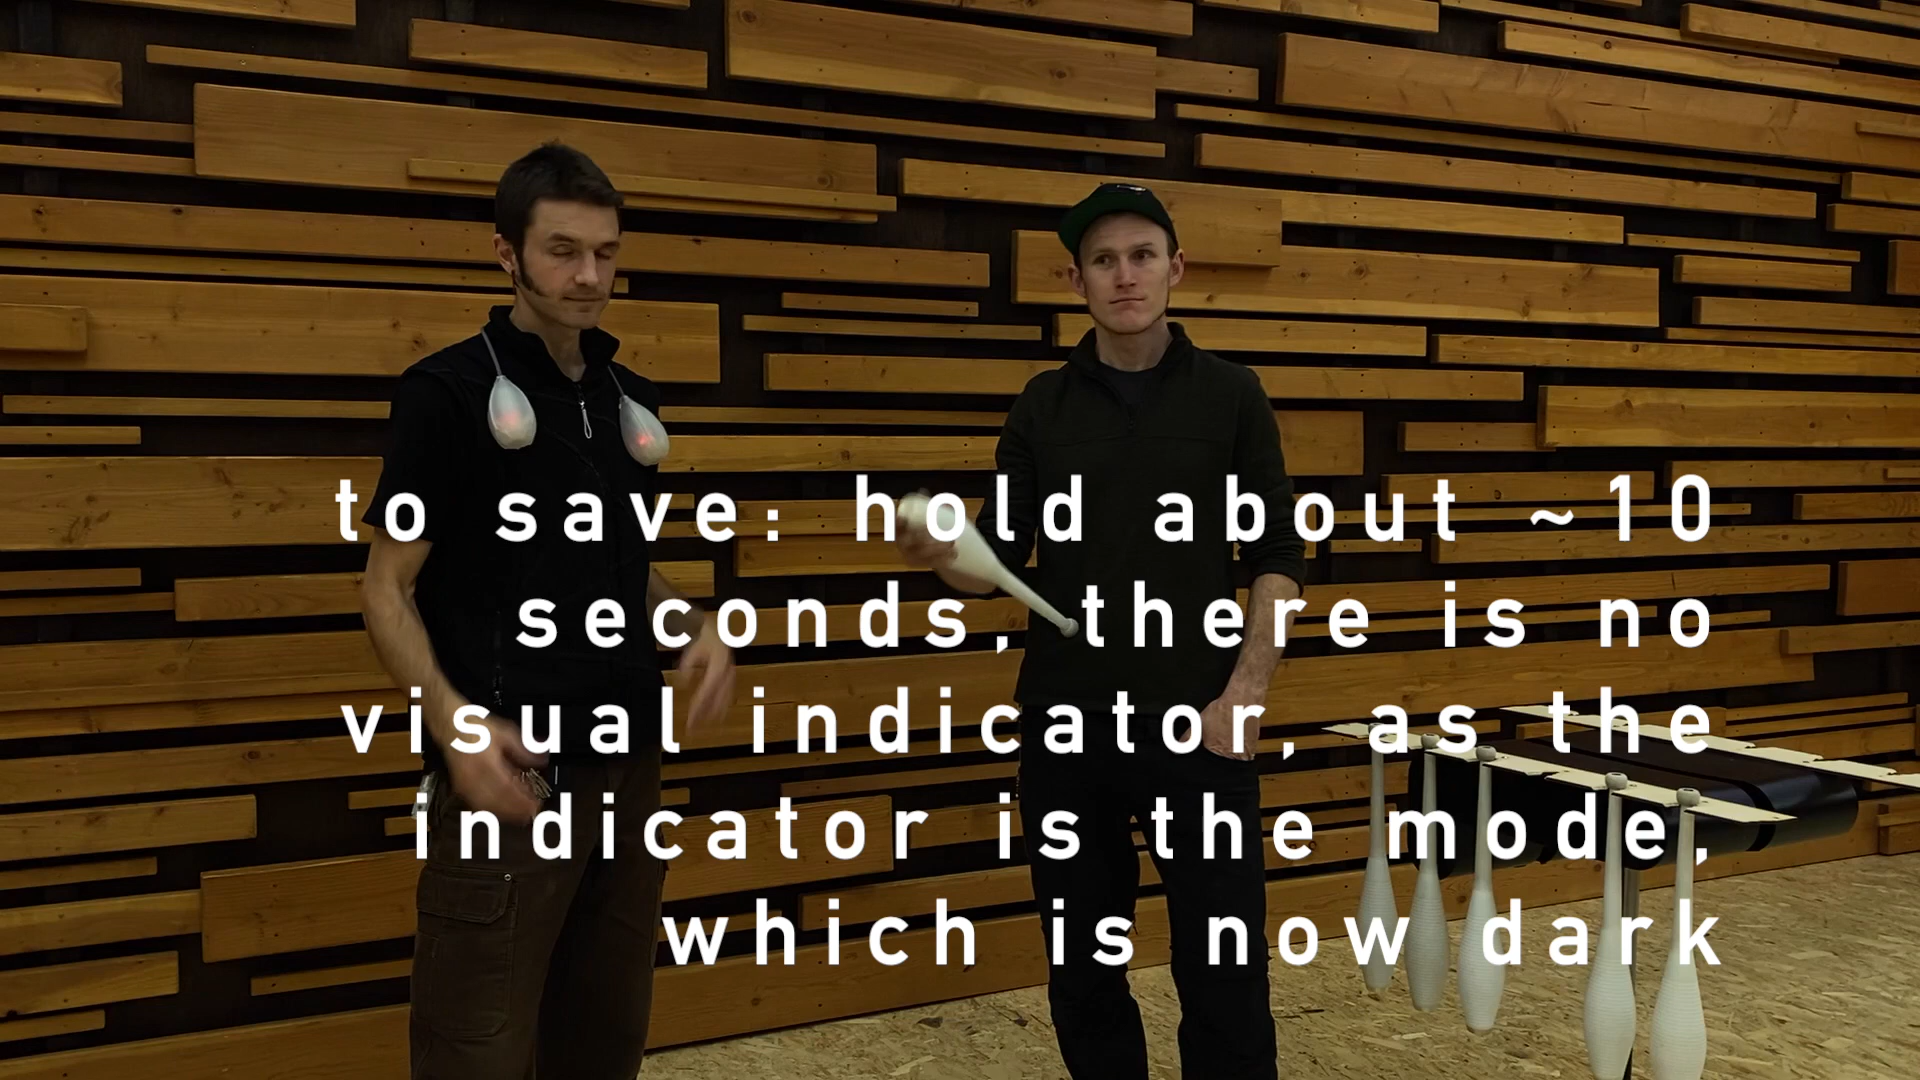 to save: hold about ~10
seconds, there is no
visual indicator, as the
indicator is the mode,
which is now dark